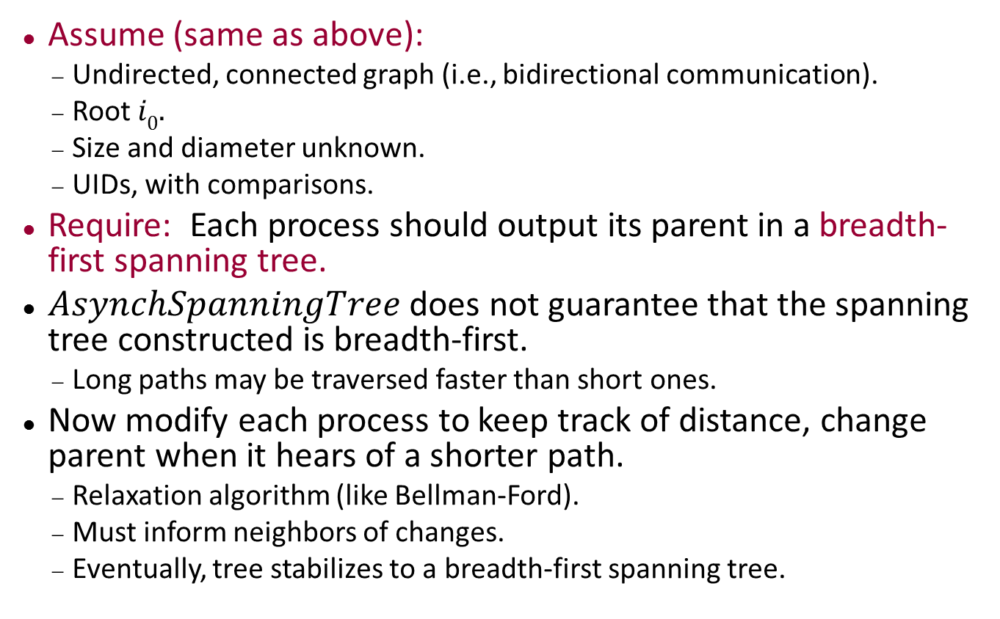 • Assume (same as above):
– Undirected, connected graph (i.e., bidirectional communication).
– Root i₀.
– Size and diameter unknown.
– UIDs, with comparisons.
• Require: Each process should output its parent in a breadth-
first spanning tree.
• AsynchSpanningTree does not guarantee that the spanning
tree constructed is breadth-first.
– Long paths may be traversed faster than short ones.
• Now modify each process to keep track of distance, change
parent when it hears of a shorter path.
– Relaxation algorithm (like Bellman-Ford).
– Must inform neighbors of changes.
– Eventually, tree stabilizes to a breadth-first spanning tree.